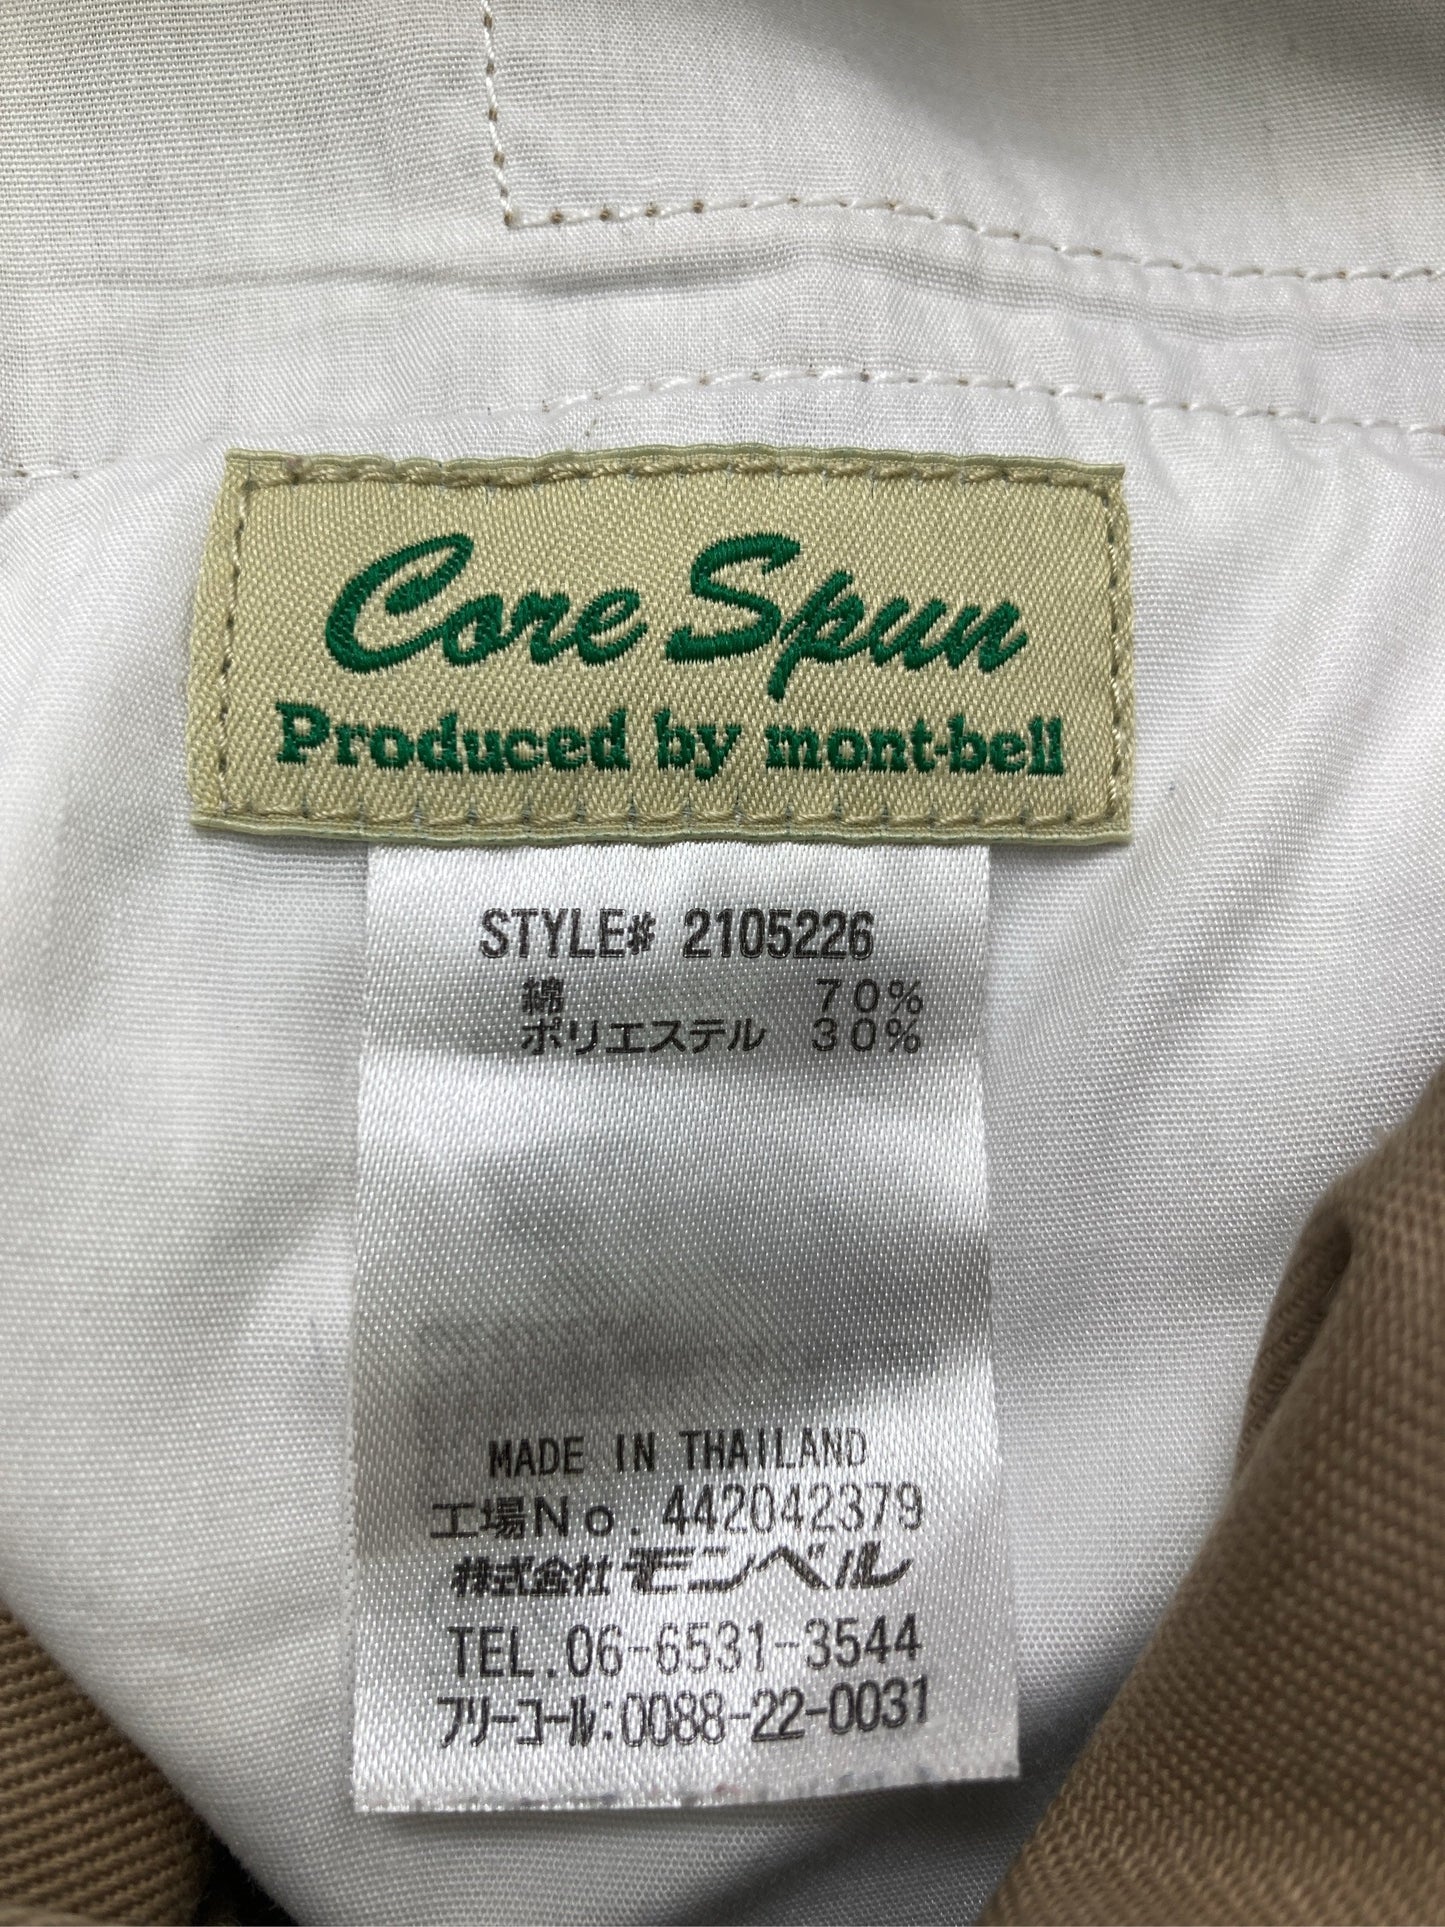 Core Spun
Produced by mont-bell
STYLE# 2105226
綿 70%
ポリエステル 30%
MADE IN THAILAND
工場No. 442042379
株式会社モンベル
TEL.06-6531-3544
フリーコール:0088-22-0031